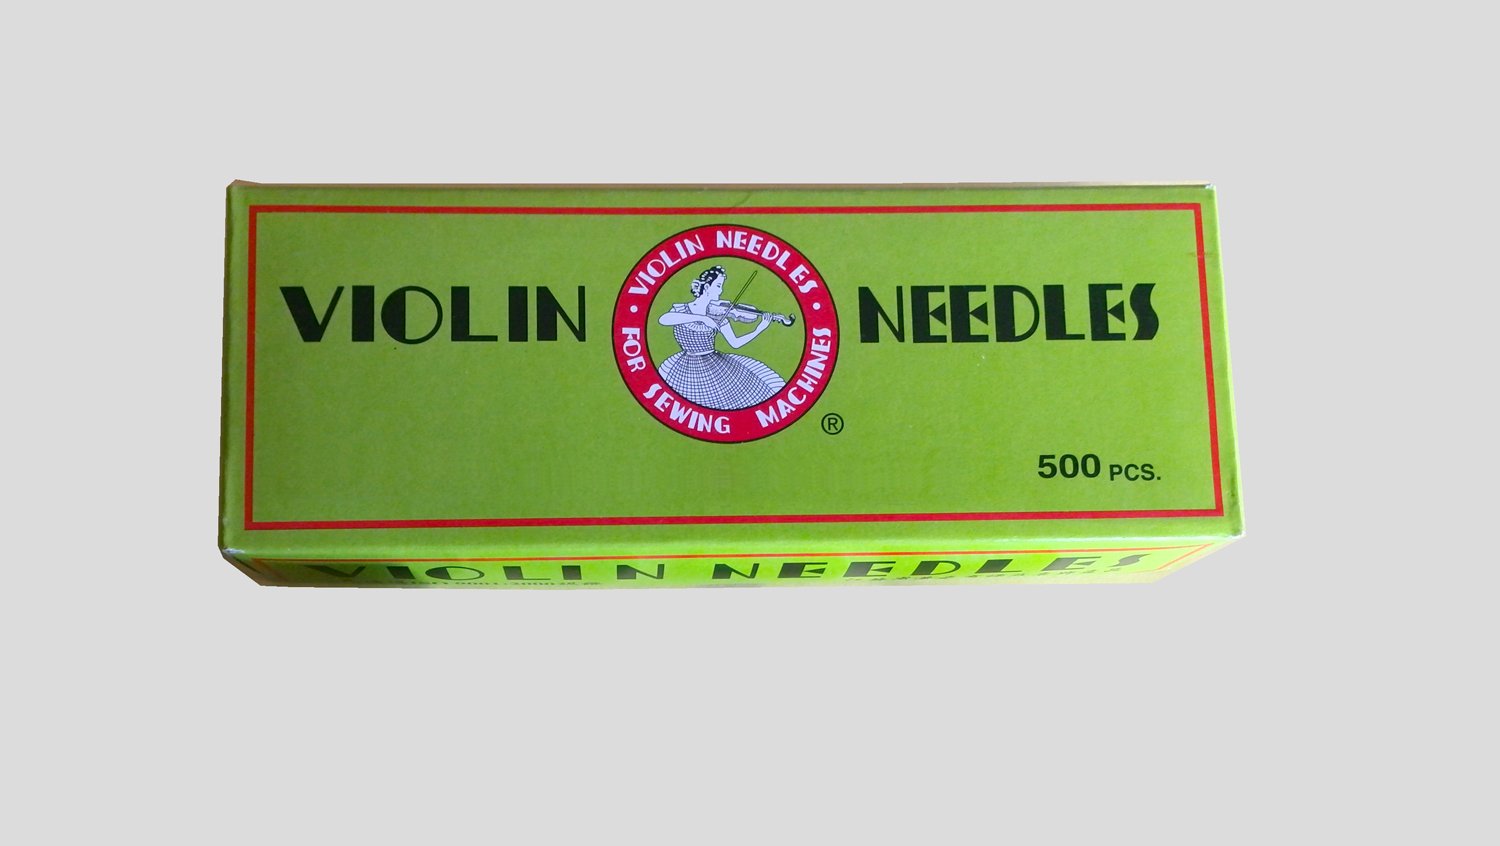 VIOLIN NEEDLES
VIOLIN NEEDLES
FOR SEWING MACHINES
®
500 PCS.
VIOLIN NEEDLES